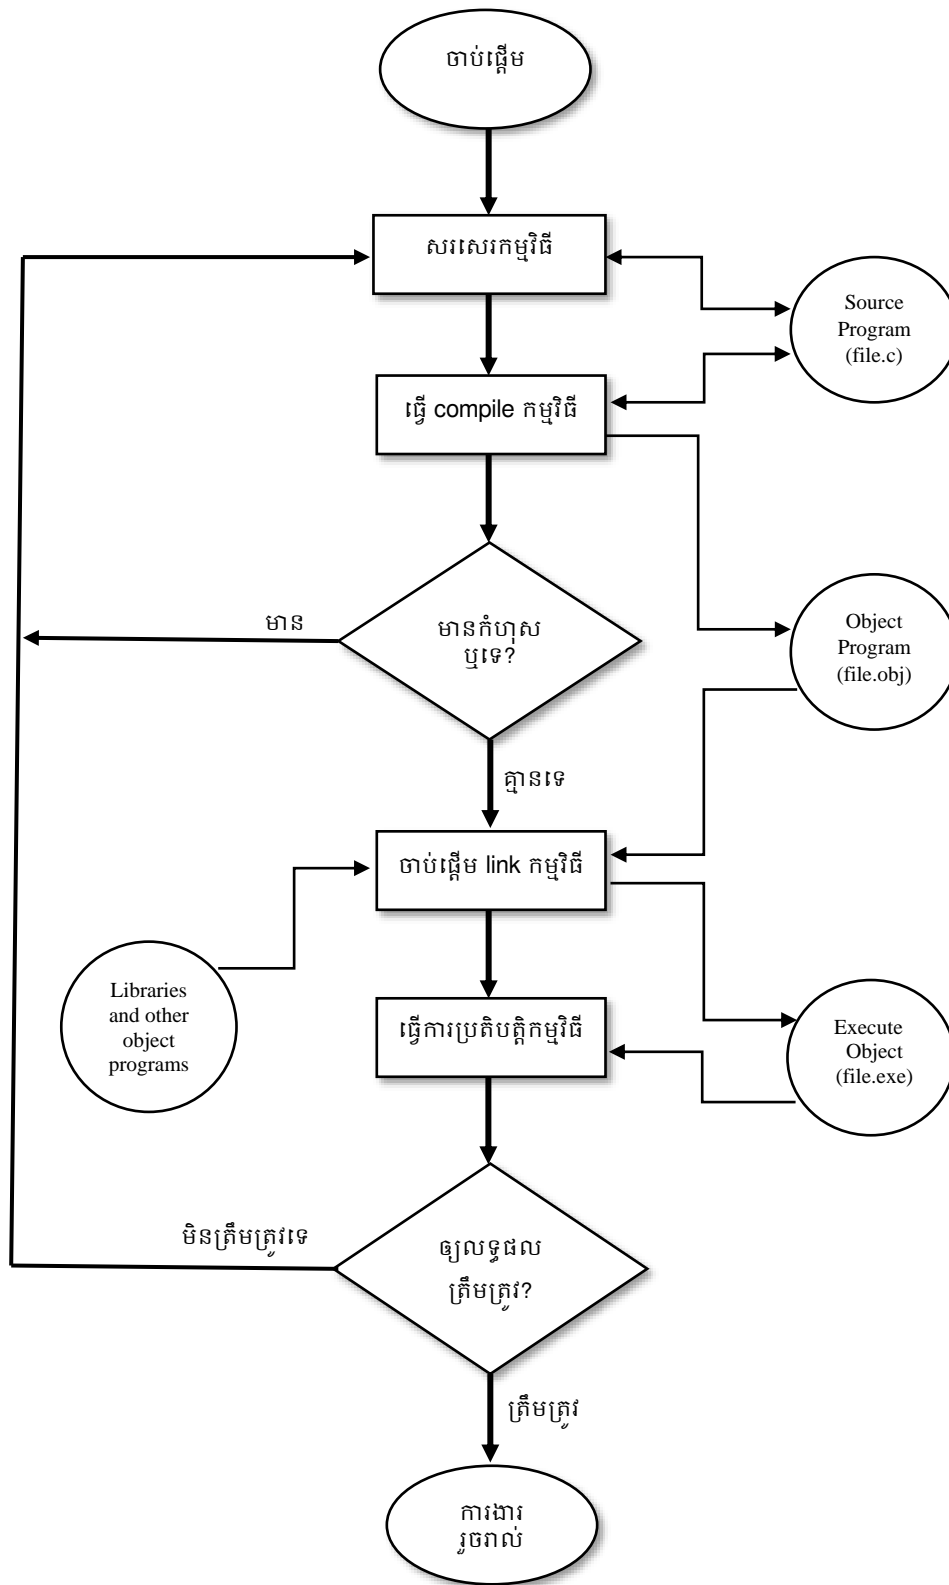 ចាប់ផ្តើម
សរសេរកម្មវិធី
Source
Program
(file.c)
ធ្វើ compile កម្មវិធី
មាន
មានកំហុស
ឬទេ?
Object
Program
(file.obj)
គ្មានទេ
ចាប់ផ្តើម link កម្មវិធី
Libraries
and other
object
programs
ធ្វើការប្រតិបត្តិកម្មវិធី
Execute
Object
(file.exe)
មិនត្រឹមត្រូវទេ
ឲ្យលទ្ធផល
ត្រឹមត្រូវ?
ត្រឹមត្រូវ
ការងារ
រួចរាល់